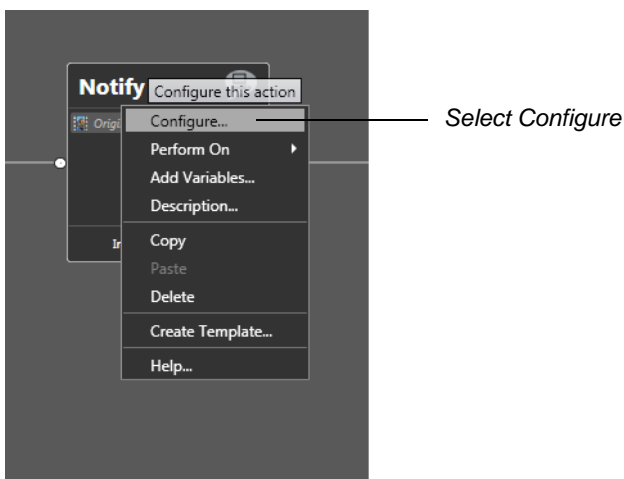 Notify
Configure this action
Configure...
Select Configure
Perform On
Add Variables...
Description...
Copy
Paste
Delete
Create Template...
Help...